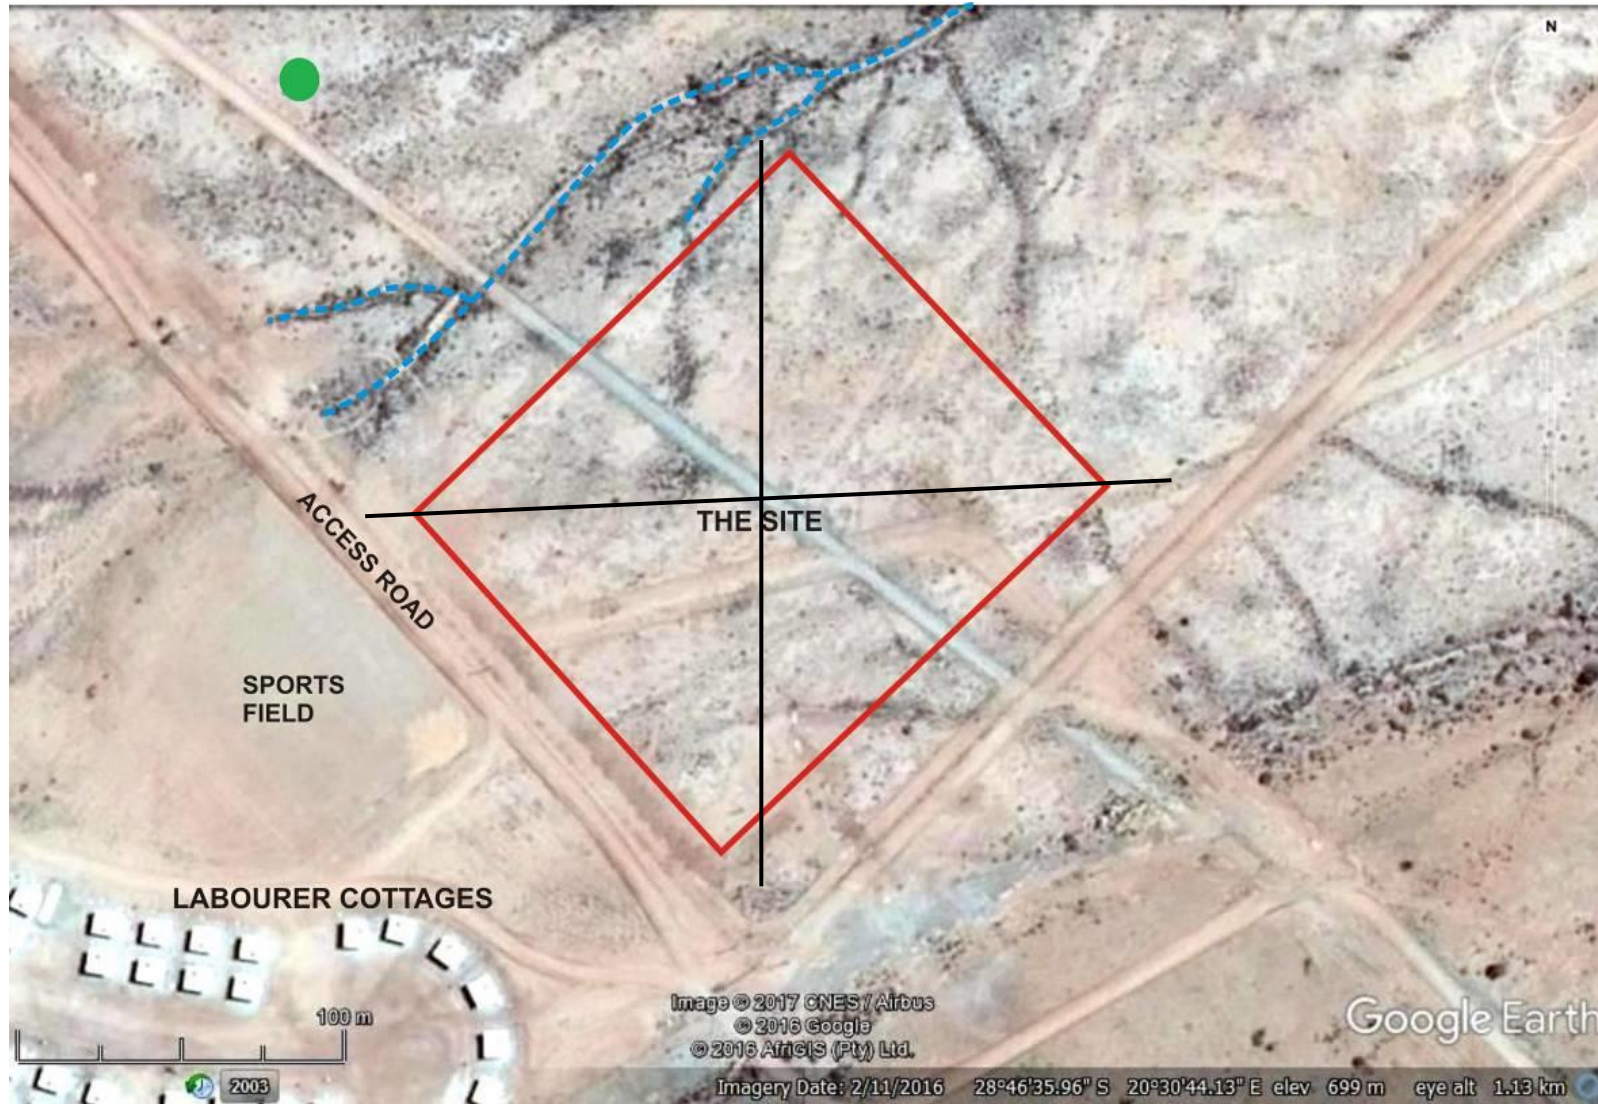 N
ACCESS ROAD
THE SITE
SPORTS
FIELD
LABOURER COTTAGES
100 m
Image © 2017 CNES / Airbus
© 2016 Google
© 2016 AfriGIS (Pty) Ltd.
Google Earth
2003
Imagery Date: 2/11/2016 28°46'35.96" S 20°30'44.13" E elev 699 m eye alt 1.13 km